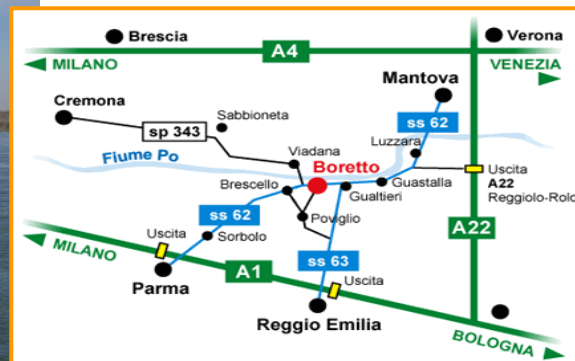 Brescia
Verona
A4
MILANO
VENEZIA
Mantova
Cremona
Sabbioneta
ss 62
sp 343
Luzzara
Fiume Po
Viadana
Boretto
Uscita
A22
Reggiolo-Rolo
Brescello
Guastalla
Gualtieri
ss 62
Poviglio
Uscita
Sorbolo
A22
MILANO
ss 63
A1
Uscita
Parma
Reggio Emilia
BOLOGNA